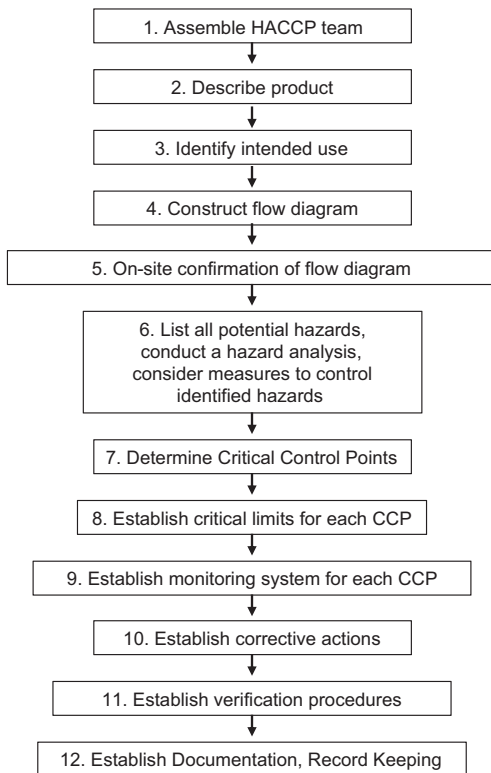 1. Assemble HACCP team
2. Describe product
3. Identify intended use
4. Construct flow diagram
5. On-site confirmation of flow diagram
6. List all potential hazards,
conduct a hazard analysis,
consider measures to control
identified hazards
7. Determine Critical Control Points
8. Establish critical limits for each CCP
9. Establish monitoring system for each CCP
10. Establish corrective actions
11. Establish verification procedures
12. Establish Documentation, Record Keeping